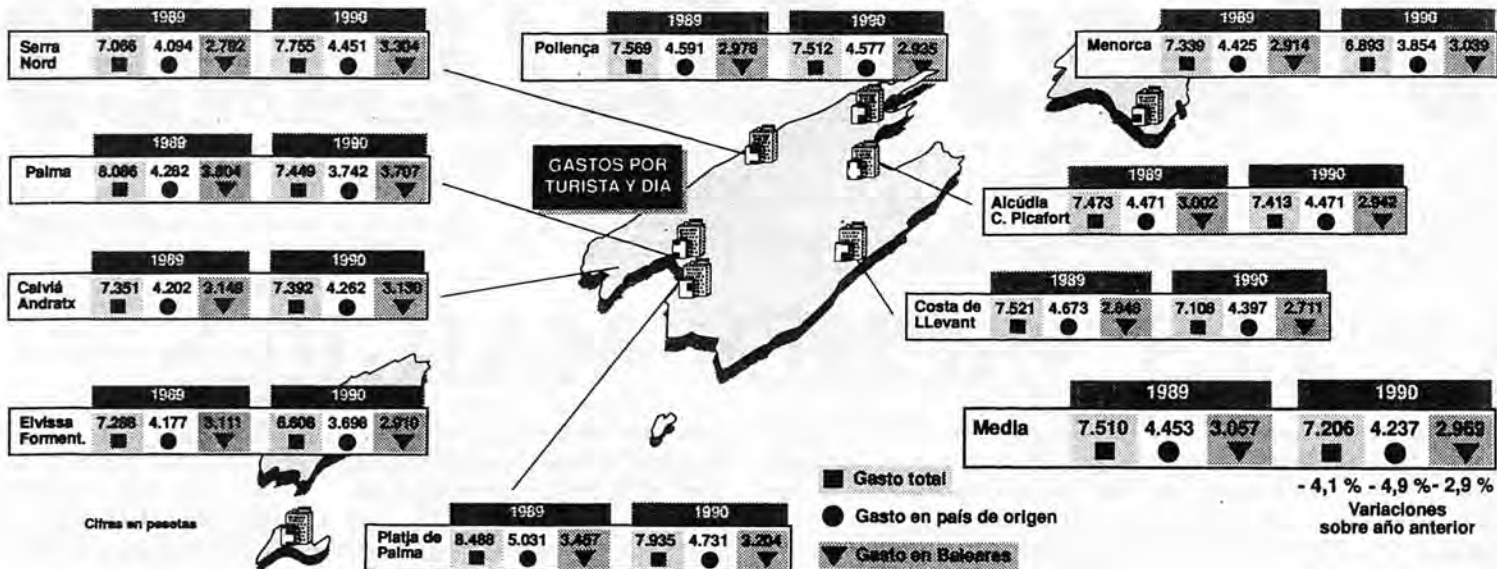 1989 1990
Serra Nord 7.066 4.094 7.755 4.451 3.304
1989 1990
Pollença 7.569 4.591 2.978 7.512 4.577 2.935
1989 1990
Menorca 7.339 4.425 2.914 6.893 3.854 3.039
GASTOS POR
TURISTA Y DIA
1989 1990
Palma 8.086 4.282 3.804 7.449 3.742 3.707
1989 1990
Alcúdia
C. Picafort 7.473 4.471 3.002 7.413 4.471 2.942
1989 1990
Calviá
Andratx 7.351 4.202 3.149 7.392 4.262 3.130
1989 1990
Costa de
LLevant 7.521 4.673 2.848 7.108 4.397 2.711
1989 1990
Eivissa
Forment. 7.288 4.177 3.111 6.608 3.698 2.910
1989 1990
Media 7.510 4.453 3.057 7.206 4.237 2.969
- 4,1 % - 4,9 % - 2,9 %
Variaciones
sobre año anterior
Cifras en pesetas
1989 1990
Platja de
Palma 8.488 5.031 3.457 7.935 4.731 3.204
Gasto total
Gasto en país de origen
Gasto en Baleares